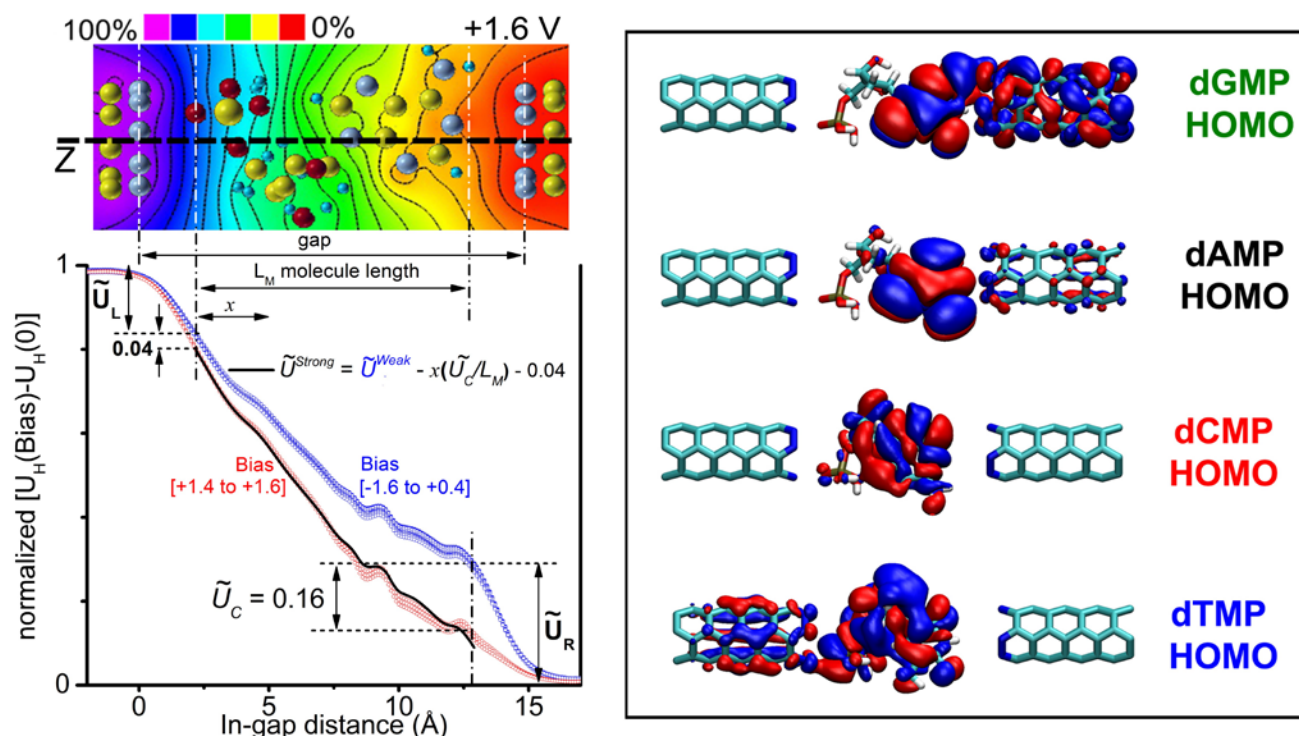 100%
0%
+1.6 V
Z̄
gap
L_M molecule length
x
1
Ũ_L
0.04
Ũ^Strong = Ũ^Weak - x(Ũ_C/L_M) - 0.04
Bias
[+1.4 to +1.6]
Bias
[-1.6 to +0.4]
Ũ_C = 0.16
Ũ_R
0
0
5
10
15
In-gap distance (Å)
normalized [U_H(Bias)-U_H(0)]
dGMP
HOMO
dAMP
HOMO
dCMP
HOMO
dTMP
HOMO